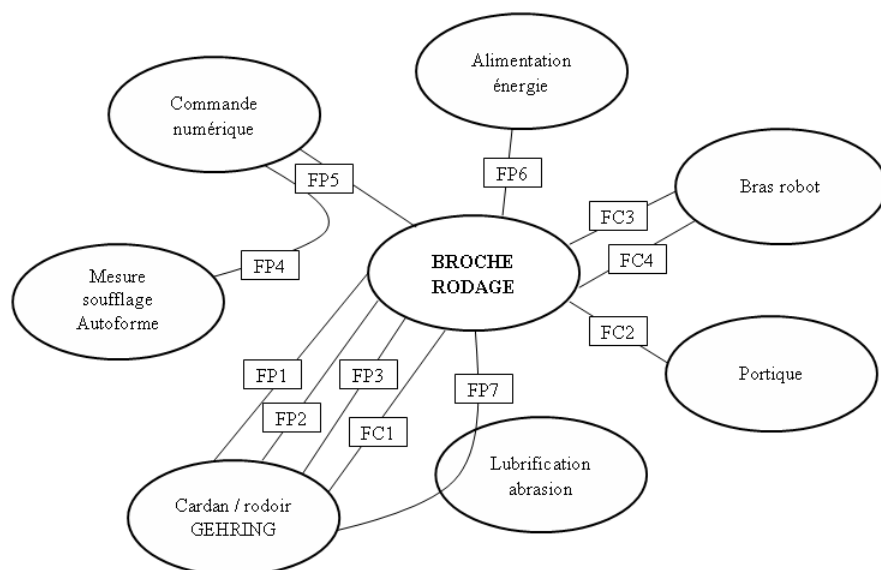 Alimentation
énergie
Commande
numérique
FP5
FP6
Bras robot
FC3
FC4
FP4
BROCHE
RODAGE
Mesure
soufflage
Autoforme
FC2
Portique
FP1
FP3
FP7
FP2
FC1
Lubrification
abrasion
Cardan / rodoir
GEHRING